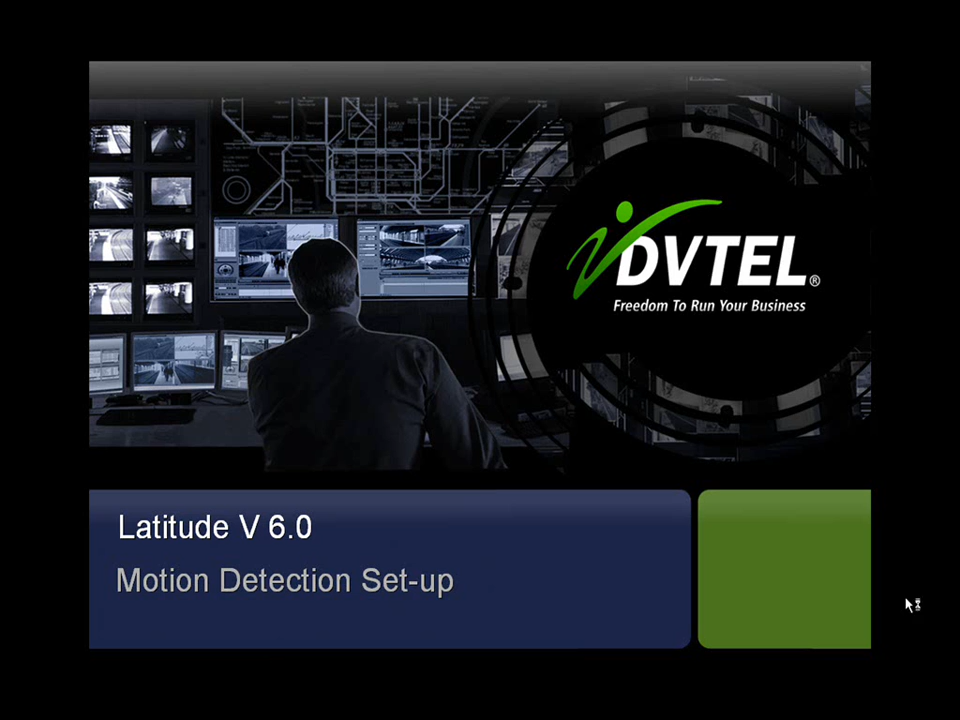 DVTEL®
Freedom To Run Your Business
Latitude V 6.0
Motion Detection Set-up